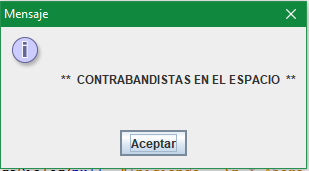 Mensaje
** CONTRABANDISTAS EN EL ESPACIO **
Aceptar